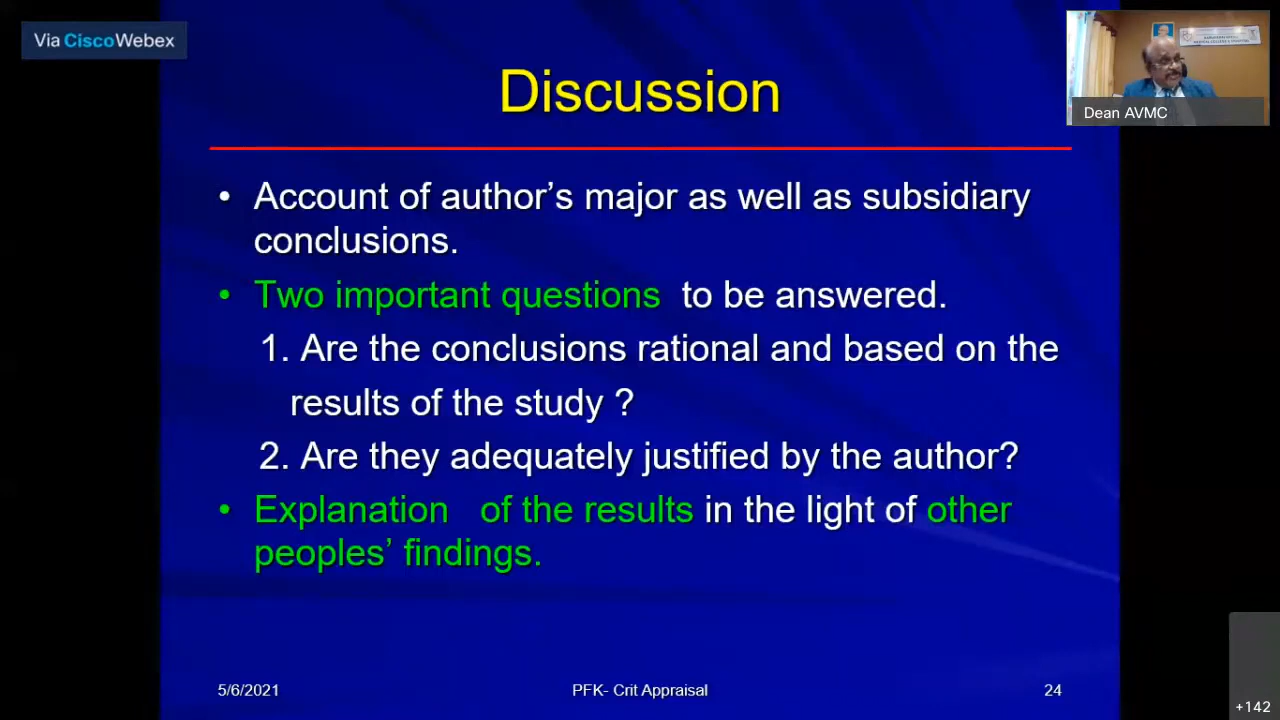 Via CiscoWebex
Dean AVMC
Discussion
• Account of author’s major as well as subsidiary
conclusions.
• Two important questions to be answered.
1. Are the conclusions rational and based on the
results of the study ?
2. Are they adequately justified by the author?
• Explanation of the results in the light of other
peoples’ findings.
5/6/2021
PFK- Crit Appraisal
24
+142